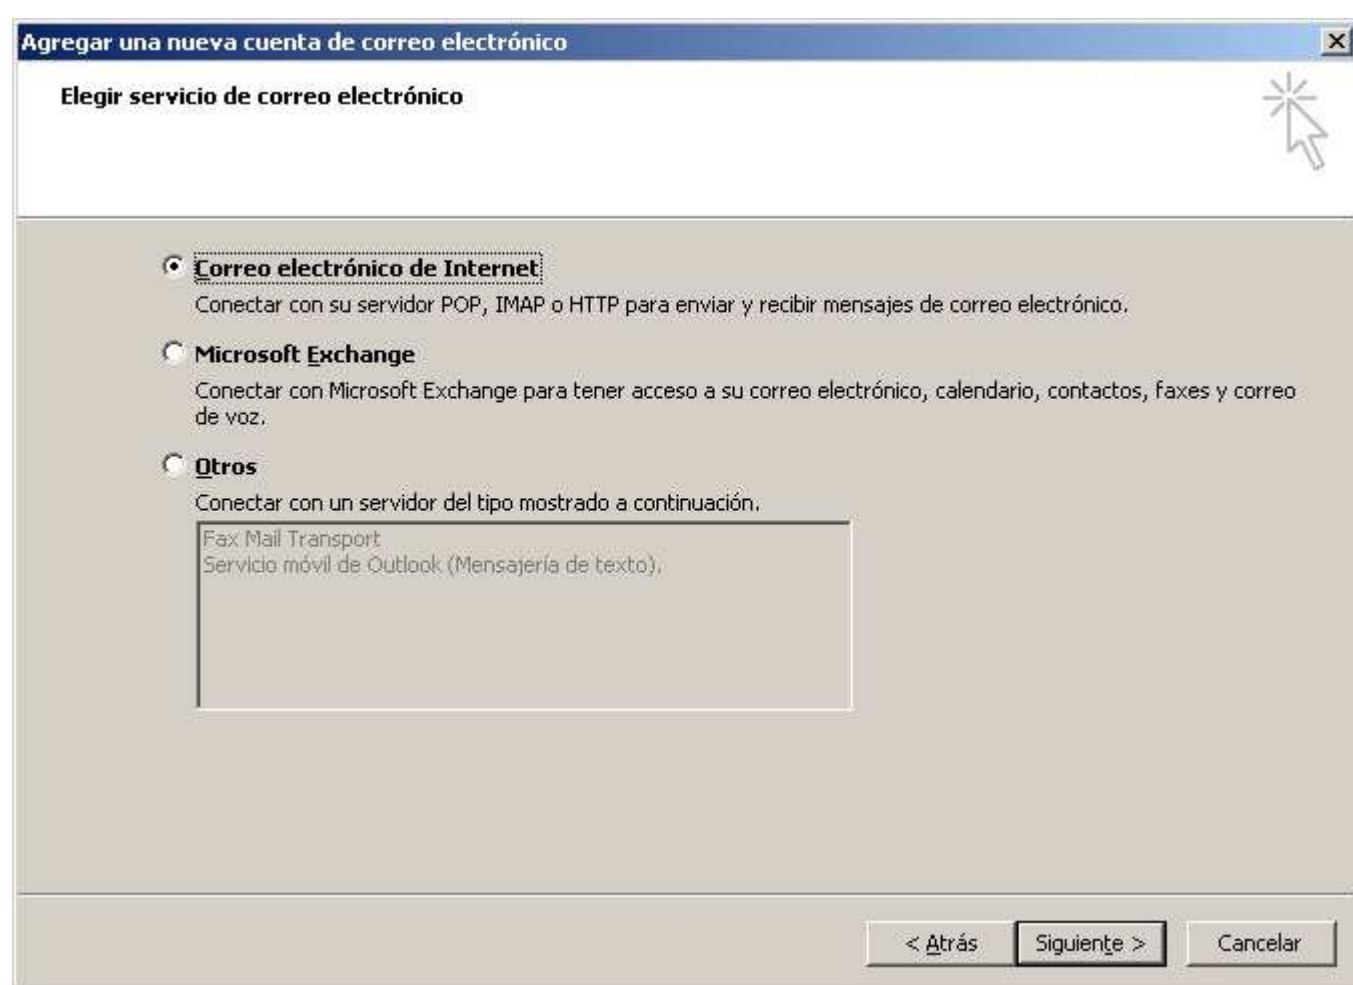 Agregar una nueva cuenta de correo electrónico
Elegir servicio de correo electrónico
Correo electrónico de Internet
Conectar con su servidor POP, IMAP o HTTP para enviar y recibir mensajes de correo electrónico.
Microsoft Exchange
Conectar con Microsoft Exchange para tener acceso a su correo electrónico, calendario, contactos, faxes y correo
de voz.
Otros
Conectar con un servidor del tipo mostrado a continuación.
Fax Mail Transport
Servicio móvil de Outlook (Mensajería de texto).
< Atrás Siguiente > Cancelar